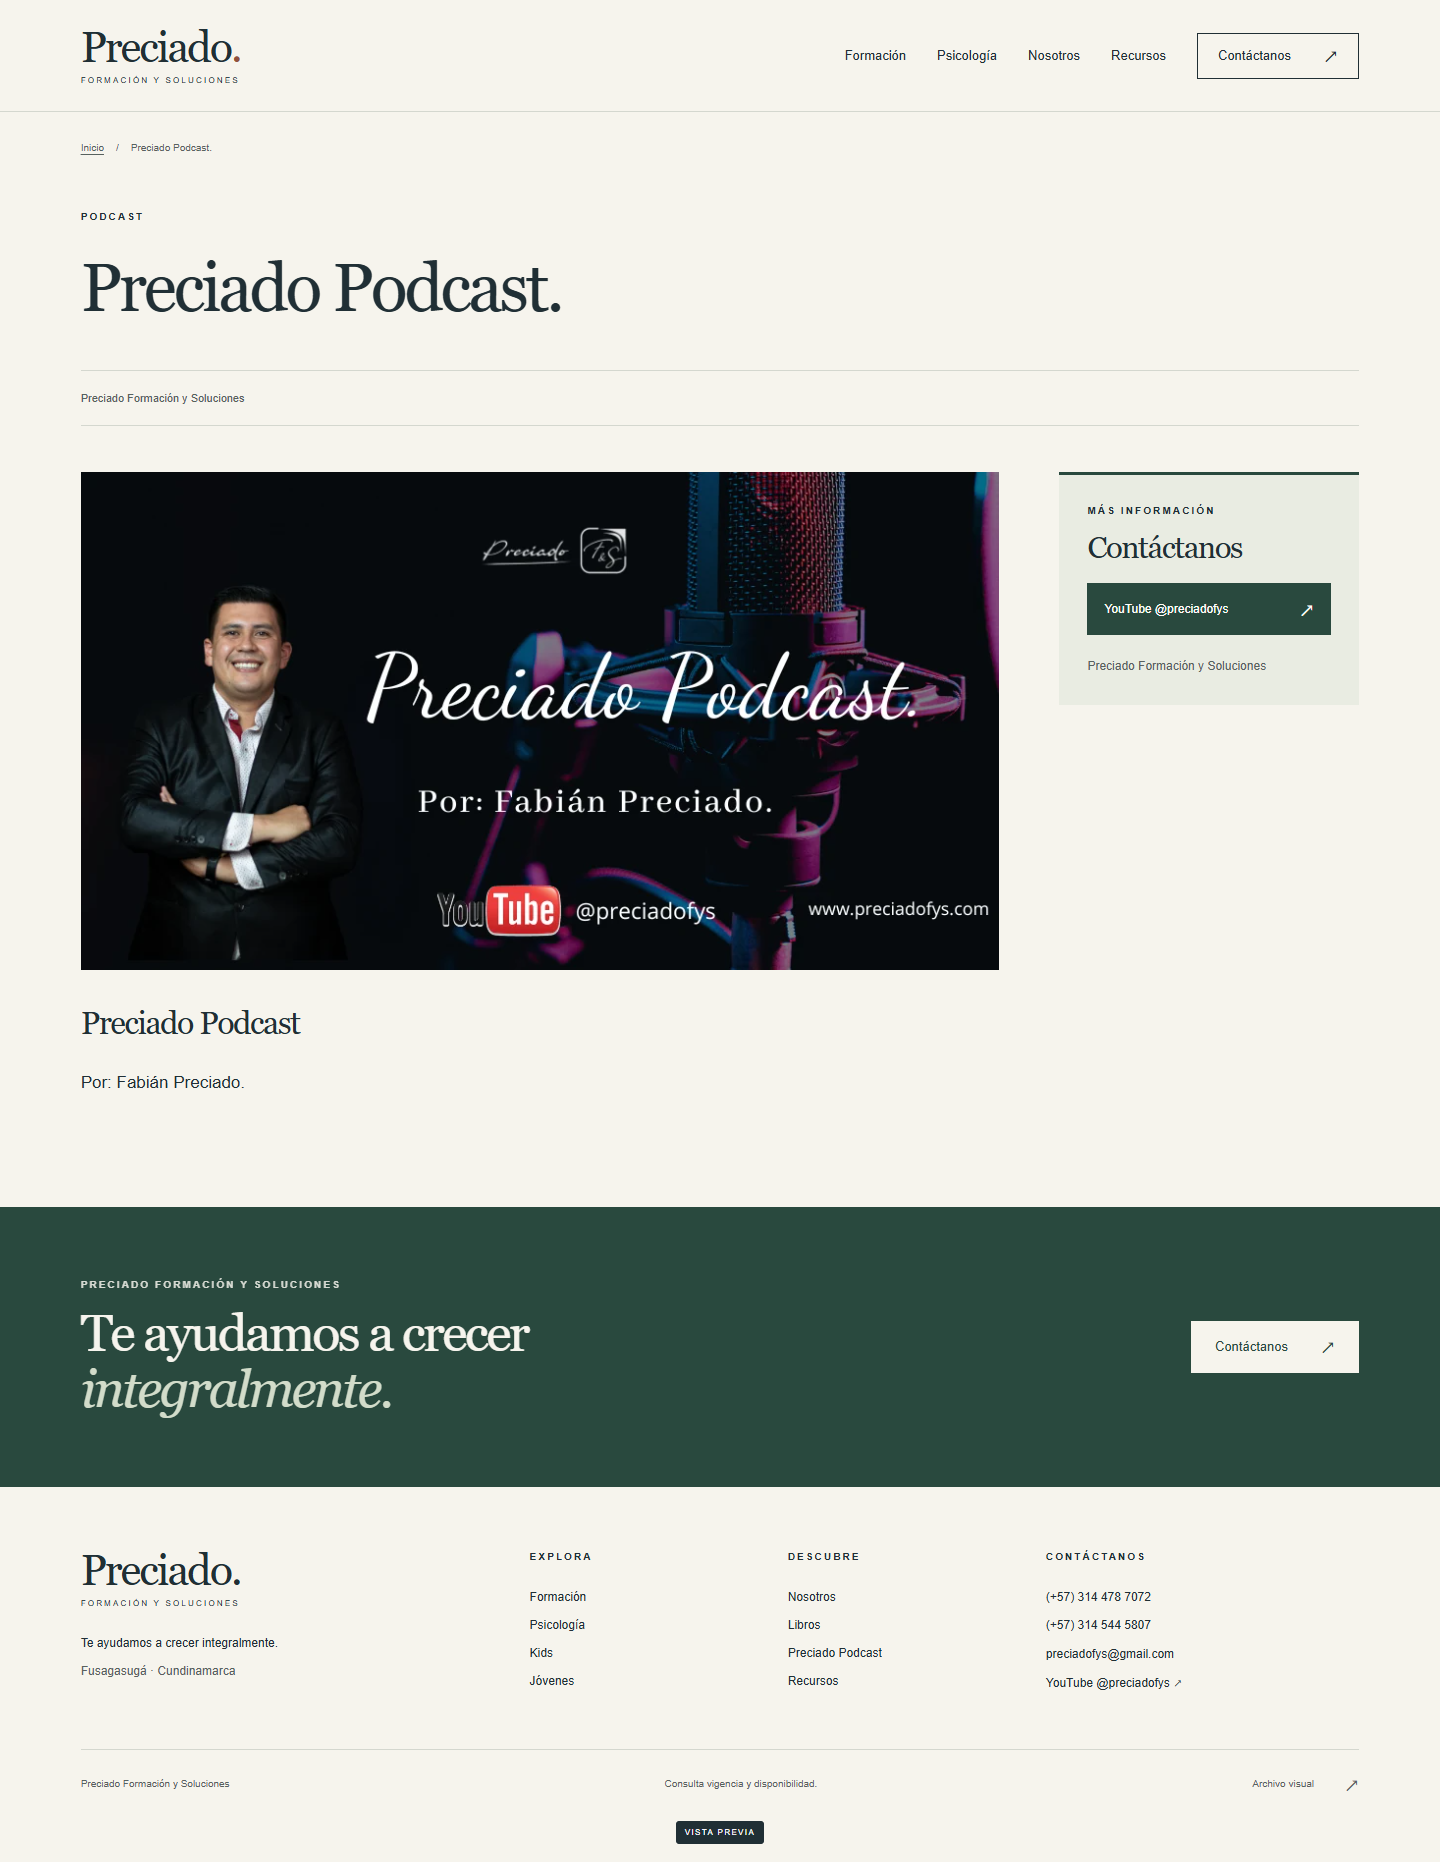 Preciado.
FORMACIÓN Y SOLUCIONES
Formación
Psicología
Nosotros
Recursos
Contáctanos ↗
Inicio / Preciado Podcast.
PODCAST
Preciado Podcast.
Preciado Formación y Soluciones
Preciado F&S
Preciado Podcast.
Por: Fabián Preciado.
YouTube @preciadofys
www.preciadofys.com
MÁS INFORMACIÓN
Contáctanos
YouTube @preciadofys ↗
Preciado Formación y Soluciones
Preciado Podcast
Por: Fabián Preciado.
PRECIADO FORMACIÓN Y SOLUCIONES
Te ayudamos a crecer
integralmente.
Contáctanos ↗
Preciado.
FORMACIÓN Y SOLUCIONES
Te ayudamos a crecer integralmente.
Fusagasugá · Cundinamarca
EXPLORA
Formación
Psicología
Kids
Jóvenes
DESCUBRE
Nosotros
Libros
Preciado Podcast
Recursos
CONTÁCTANOS
(+57) 314 478 7072
(+57) 314 544 5807
preciadofys@gmail.com
YouTube @preciadofys ↗
Preciado Formación y Soluciones
Consulta vigencia y disponibilidad.
Archivo visual ↗
VISTA PREVIA